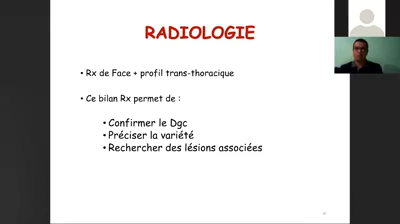 RADIOLOGIE
• Rx de Face + profil trans-thoracique
• Ce bilan Rx permet de :
• Confirmer le Dgc
• Préciser la variété
• Rechercher des lésions associées